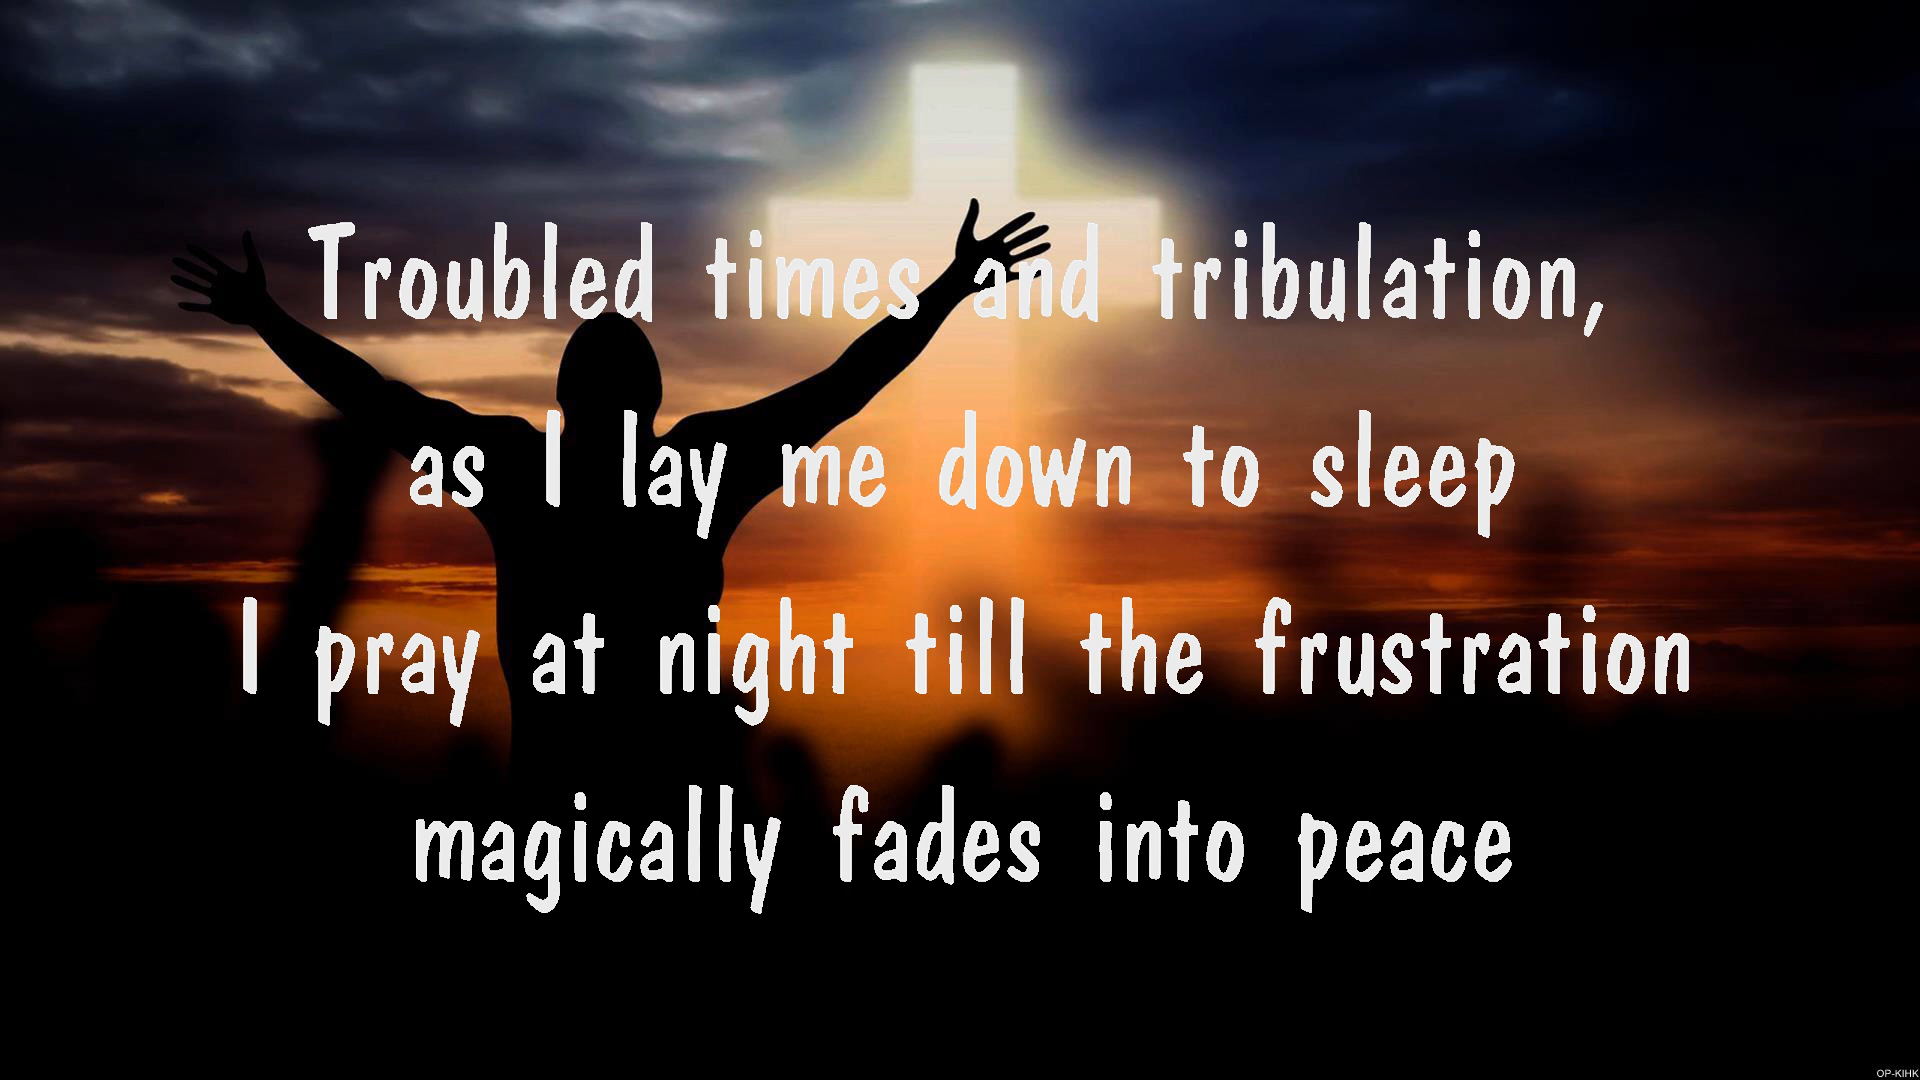 Troubled times and tribulation,
as I lay me down to sleep
I pray at night till the frustration
magically fades into peace
OP-KIHK